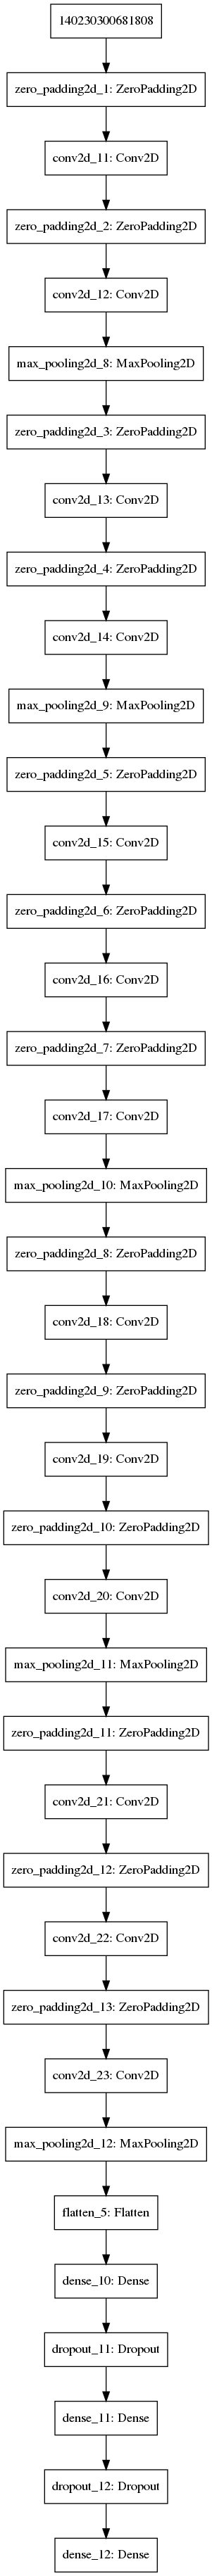 140230300681808
zero_padding2d_1: ZeroPadding2D
conv2d_11: Conv2D
zero_padding2d_2: ZeroPadding2D
conv2d_12: Conv2D
max_pooling2d_8: MaxPooling2D
zero_padding2d_3: ZeroPadding2D
conv2d_13: Conv2D
zero_padding2d_4: ZeroPadding2D
conv2d_14: Conv2D
max_pooling2d_9: MaxPooling2D
zero_padding2d_5: ZeroPadding2D
conv2d_15: Conv2D
zero_padding2d_6: ZeroPadding2D
conv2d_16: Conv2D
zero_padding2d_7: ZeroPadding2D
conv2d_17: Conv2D
max_pooling2d_10: MaxPooling2D
zero_padding2d_8: ZeroPadding2D
conv2d_18: Conv2D
zero_padding2d_9: ZeroPadding2D
conv2d_19: Conv2D
zero_padding2d_10: ZeroPadding2D
conv2d_20: Conv2D
max_pooling2d_11: MaxPooling2D
zero_padding2d_11: ZeroPadding2D
conv2d_21: Conv2D
zero_padding2d_12: ZeroPadding2D
conv2d_22: Conv2D
zero_padding2d_13: ZeroPadding2D
conv2d_23: Conv2D
max_pooling2d_12: MaxPooling2D
flatten_5: Flatten
dense_10: Dense
dropout_11: Dropout
dense_11: Dense
dropout_12: Dropout
dense_12: Dense